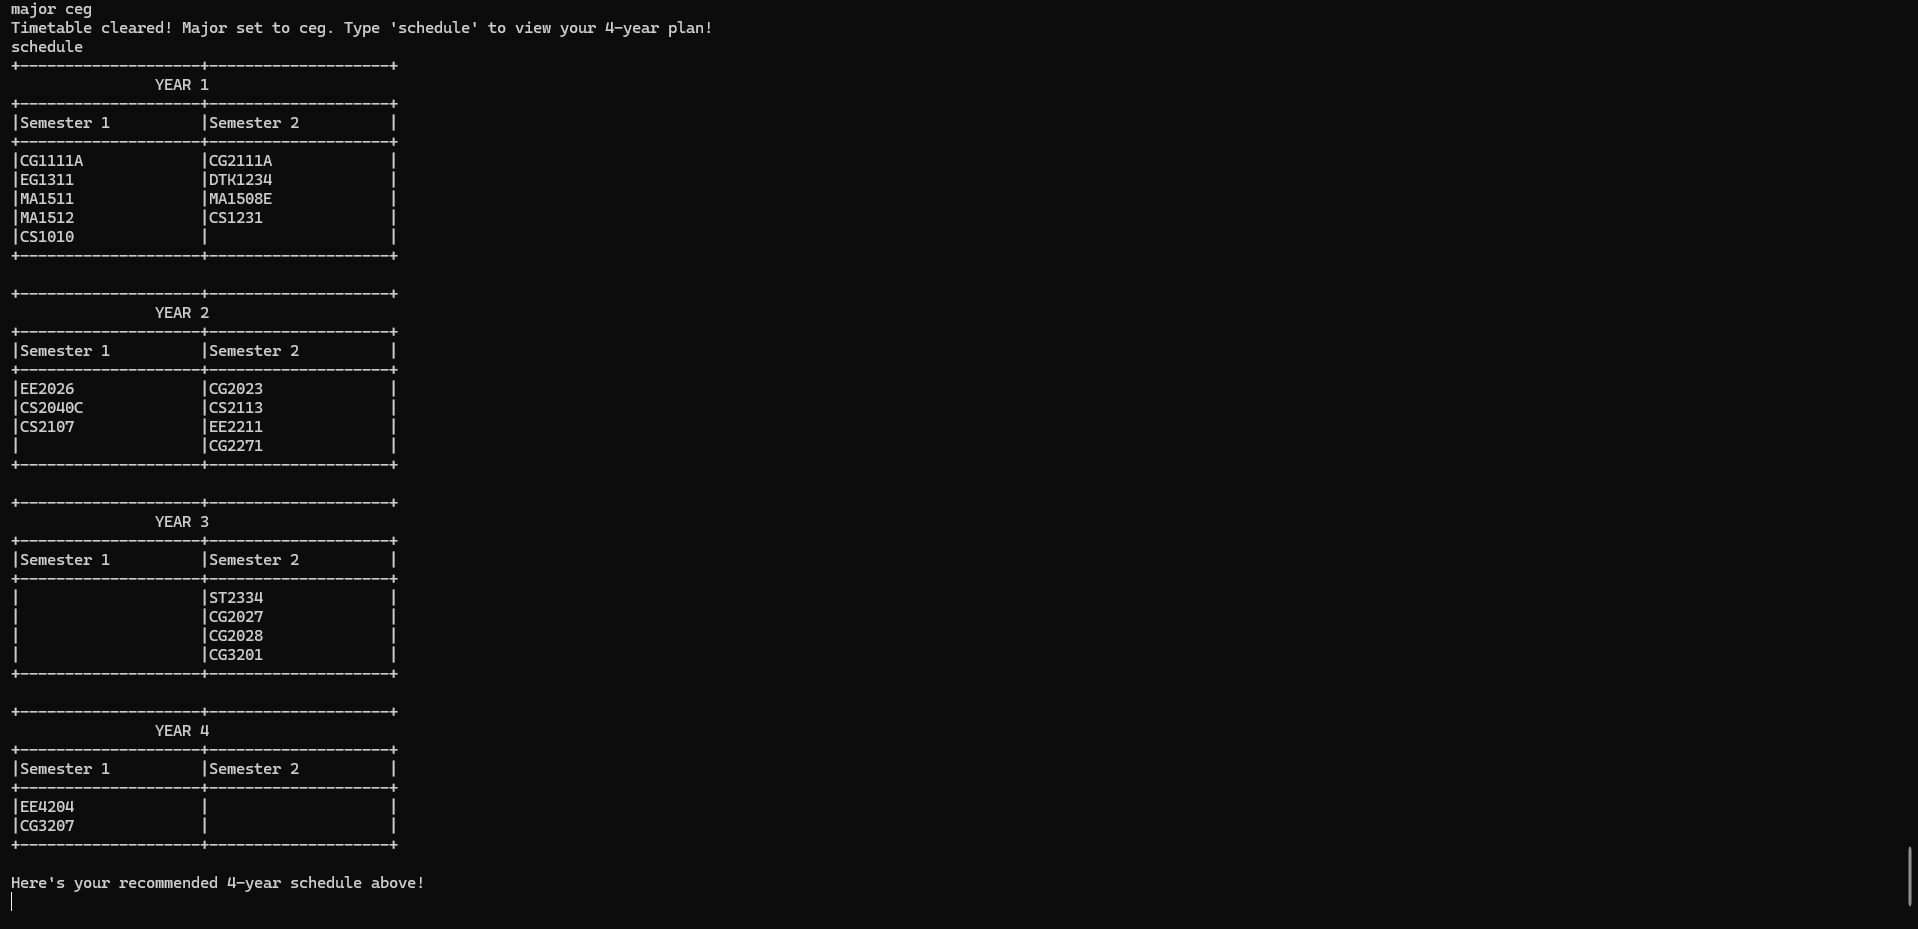 major ceg
Timetable cleared! Major set to ceg. Type 'schedule' to view your 4-year plan!
schedule
+--------------------+--------------------+
                YEAR 1
+--------------------+--------------------+
|Semester 1          |Semester 2          |
+--------------------+--------------------+
|CG1111A             |CG2111A             |
|EG1311              |DTK1234             |
|MA1511              |MA1508E             |
|MA1512              |CS1231              |
|CS1010              |                    |
+--------------------+--------------------+

+--------------------+--------------------+
                YEAR 2
+--------------------+--------------------+
|Semester 1          |Semester 2          |
+--------------------+--------------------+
|EE2026              |CG2023              |
|CS2040C             |CS2113              |
|CS2107              |EE2211              |
|                    |CG2271              |
+--------------------+--------------------+

+--------------------+--------------------+
                YEAR 3
+--------------------+--------------------+
|Semester 1          |Semester 2          |
+--------------------+--------------------+
|                    |ST2334              |
|                    |CG2027              |
|                    |CG2028              |
|                    |CG3201              |
+--------------------+--------------------+

+--------------------+--------------------+
                YEAR 4
+--------------------+--------------------+
|Semester 1          |Semester 2          |
+--------------------+--------------------+
|EE4204              |                    |
|CG3207              |                    |
+--------------------+--------------------+

Here's your recommended 4-year schedule above!